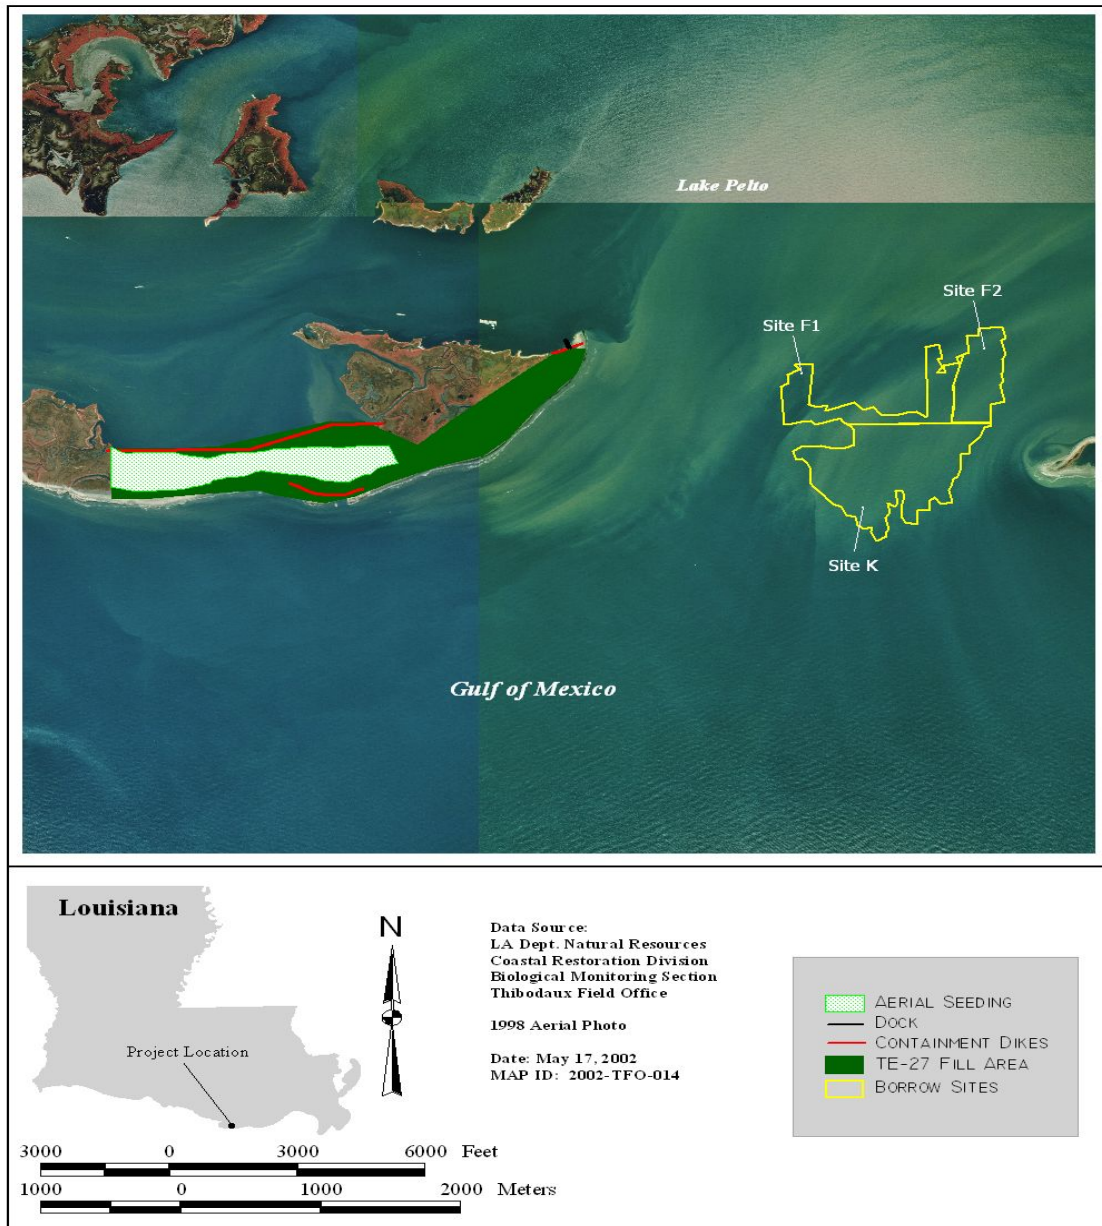 Lake Pelto
Site F2
Site F1
Site K
Gulf of Mexico
Louisiana
Project Location
N
Data Source:
LA Dept. Natural Resources
Coastal Restoration Division
Biological Monitoring Section
Thibodaux Field Office
1998 Aerial Photo
Date: May 17, 2002
MAP ID: 2002-TFO-014
AERIAL SEEDING
DOCK
CONTAINMENT DIKES
TE-27 FILL AREA
BORROW SITES
3000 0 3000 6000 Feet
1000 0 1000 2000 Meters